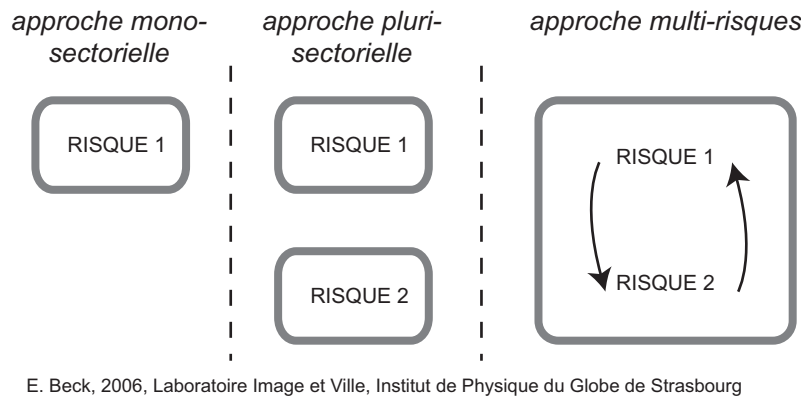 approche mono-
sectorielle
approche pluri-
sectorielle
approche multi-risques
RISQUE 1
RISQUE 1
RISQUE 2
RISQUE 1
RISQUE 2
E. Beck, 2006, Laboratoire Image et Ville, Institut de Physique du Globe de Strasbourg